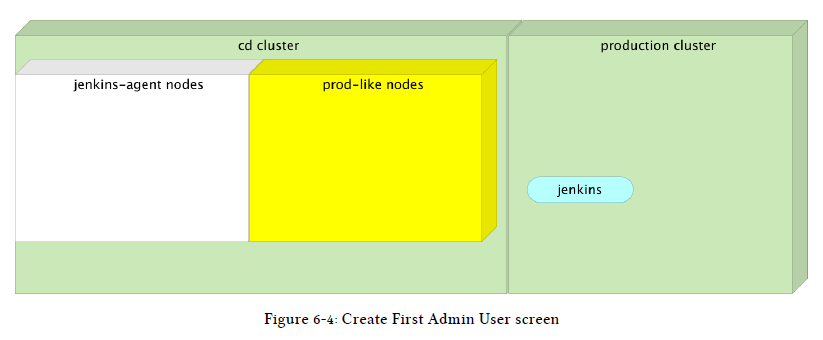 cd cluster
production cluster
jenkins-agent nodes
prod-like nodes
jenkins
Figure 6-4: Create First Admin User screen